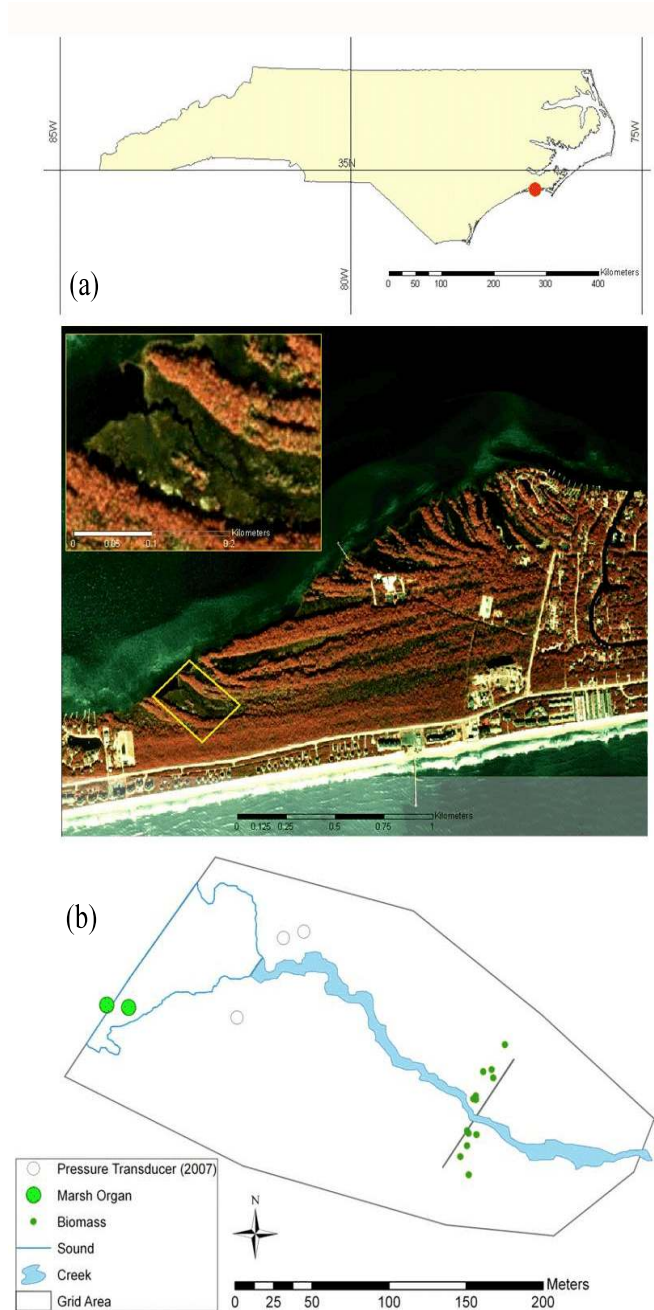 85W
75W
35N
80W
(a)
Kilometers
0 50 100 200 300 400
Kilometers
0 0.05 0.1 0.2
Kilometers
0 0.125 0.25 0.5 0.75 1
(b)
Pressure Transducer (2007)
Marsh Organ
Biomass
Sound
Creek
Grid Area
N
Meters
0 25 50 100 150 200